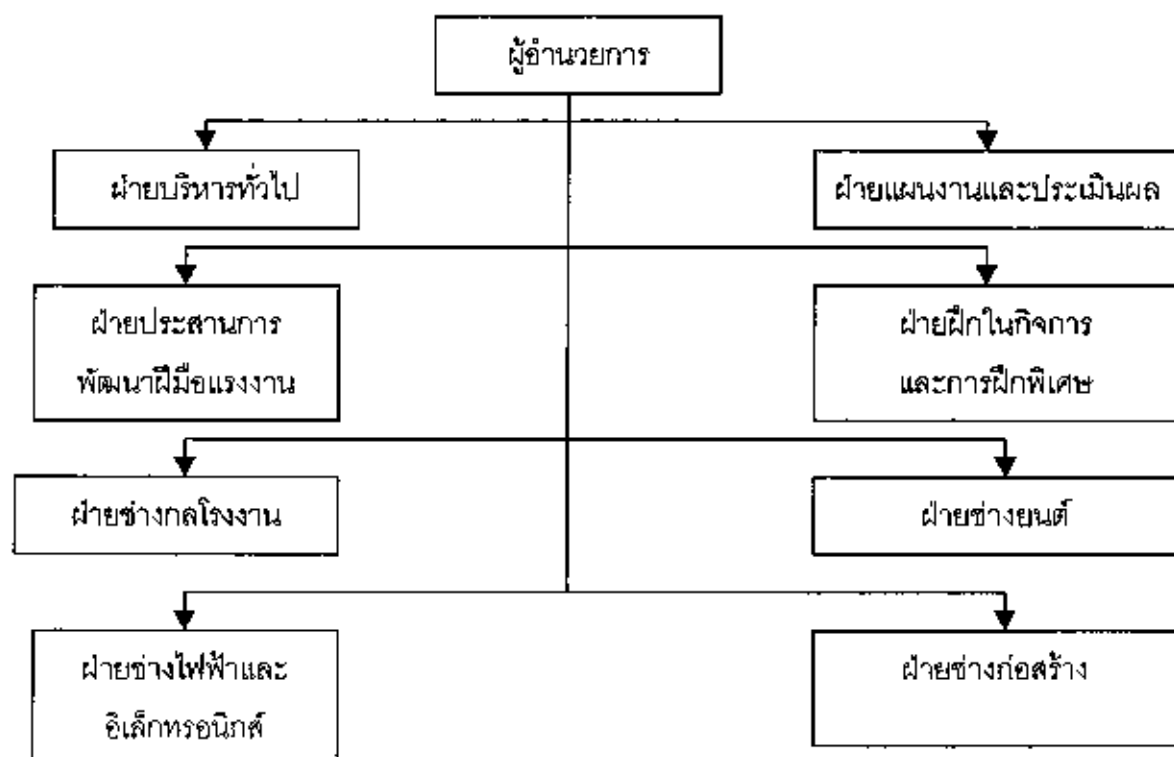 ผู้อำนวยการ
ฝ่ายบริหารทั่วไป
ฝ่ายแผนงานและประเมินผล
ฝ่ายประสานการ
พัฒนาฝีมือแรงงาน
ฝ่ายฝึกในกิจการ
และการฝึกพิเศษ
ฝ่ายช่างกลโรงงาน
ฝ่ายช่างยนต์
ฝ่ายช่างไฟฟ้าและ
อิเล็กทรอนิกส์
ฝ่ายช่างก่อสร้าง